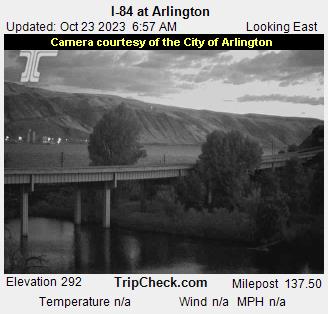 I-84 at Arlington
Updated: Oct 23 2023 6:57 AM Looking East
Camera courtesy of the City of Arlington
Elevation 292 TripCheck.com Milepost 137.50
Temperature n/a Wind n/a MPH n/a